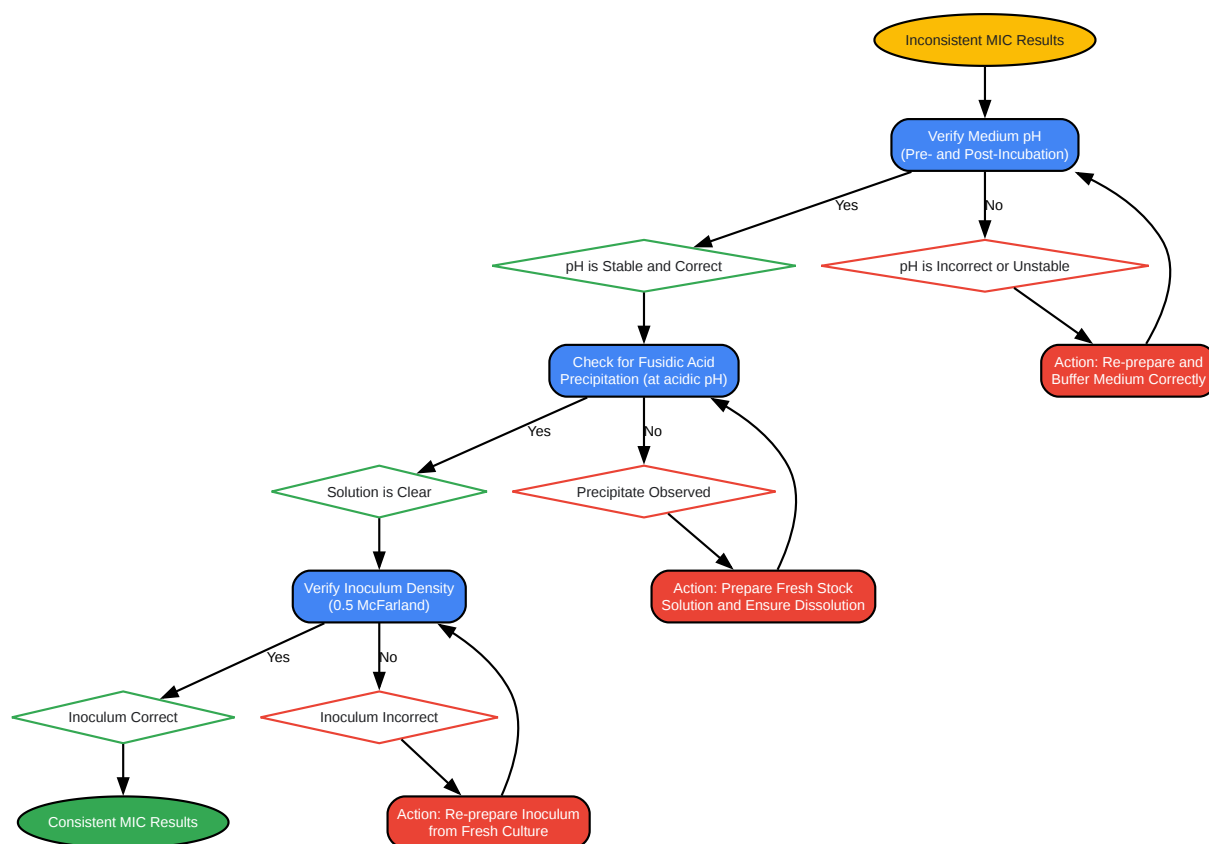 Inconsistent MIC Results
Verify Medium pH
(Pre- and Post-Incubation)
Yes
No
pH is Stable and Correct
pH is Incorrect or Unstable
Check for Fusidic Acid
Precipitation (at acidic pH)
Action: Re-prepare and
Buffer Medium Correctly
Yes
No
Solution is Clear
Precipitate Observed
Verify Inoculum Density
(0.5 McFarland)
Action: Prepare Fresh Stock
Solution and Ensure Dissolution
Yes
No
Inoculum Correct
Inoculum Incorrect
Consistent MIC Results
Action: Re-prepare Inoculum
from Fresh Culture